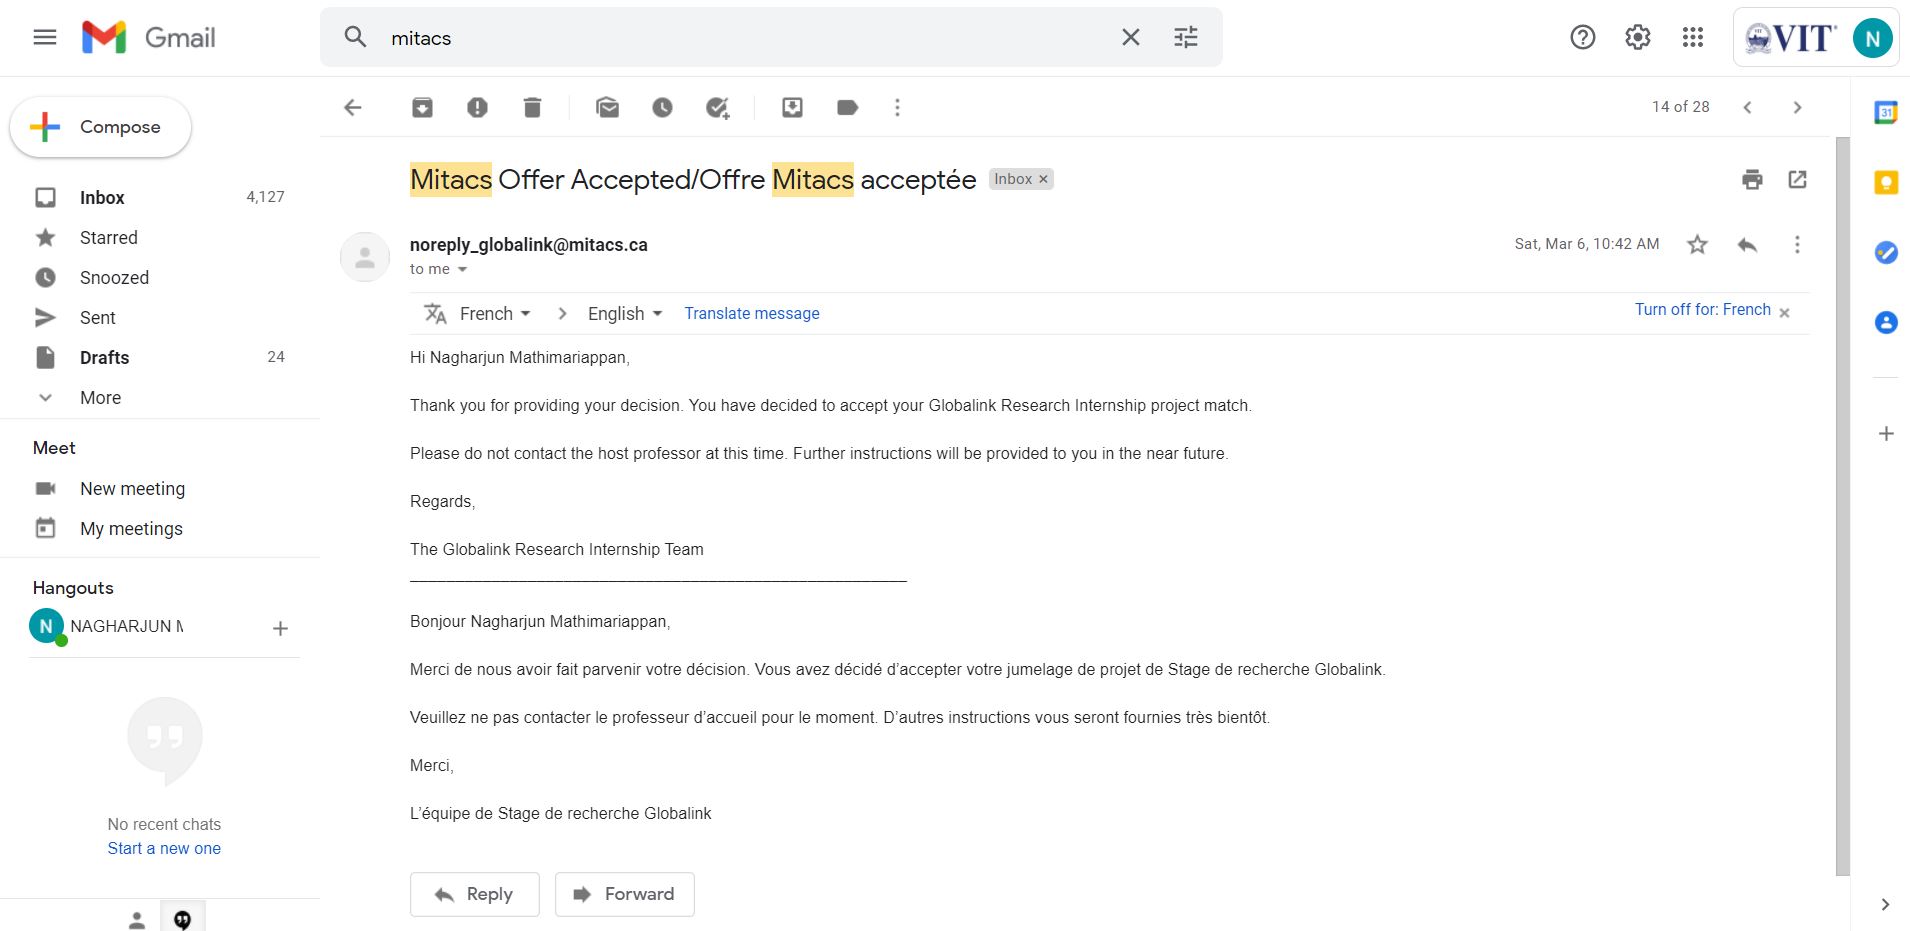 Gmail
mitacs
VIT
N
Compose
14 of 28
31
Inbox 4,127
Starred
Snoozed
Sent
Drafts 24
More
Meet
New meeting
My meetings
Hangouts
N NAGHARJUN
No recent chats
Start a new one
Mitacs Offer Accepted/Offre Mitacs acceptée Inbox ×
noreply_globalink@mitacs.ca
Sat, Mar 6, 10:42 AM
to me
French > English Translate message
Turn off for: French ×
Hi Nagharjun Mathimariappan,
Thank you for providing your decision. You have decided to accept your Globalink Research Internship project match.
Please do not contact the host professor at this time. Further instructions will be provided to you in the near future.
Regards,
The Globalink Research Internship Team
Bonjour Nagharjun Mathimariappan,
Merci de nous avoir fait parvenir votre décision. Vous avez décidé d’accepter votre jumelage de projet de Stage de recherche Globalink.
Veuillez ne pas contacter le professeur d’accueil pour le moment. D’autres instructions vous seront fournies très bientôt.
Merci,
L’équipe de Stage de recherche Globalink
Reply
Forward